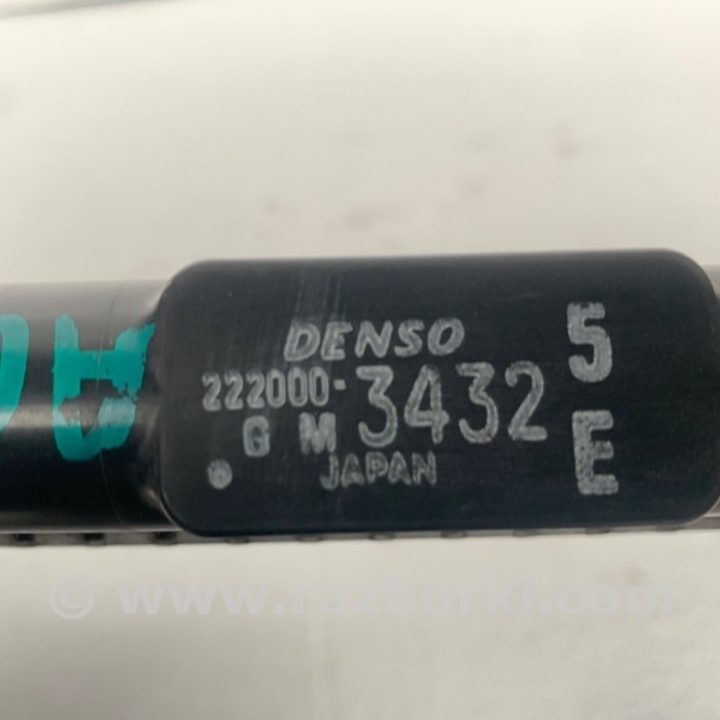 DENSO
222000-3432
G M
JAPAN
5
E
© www.razborki.com